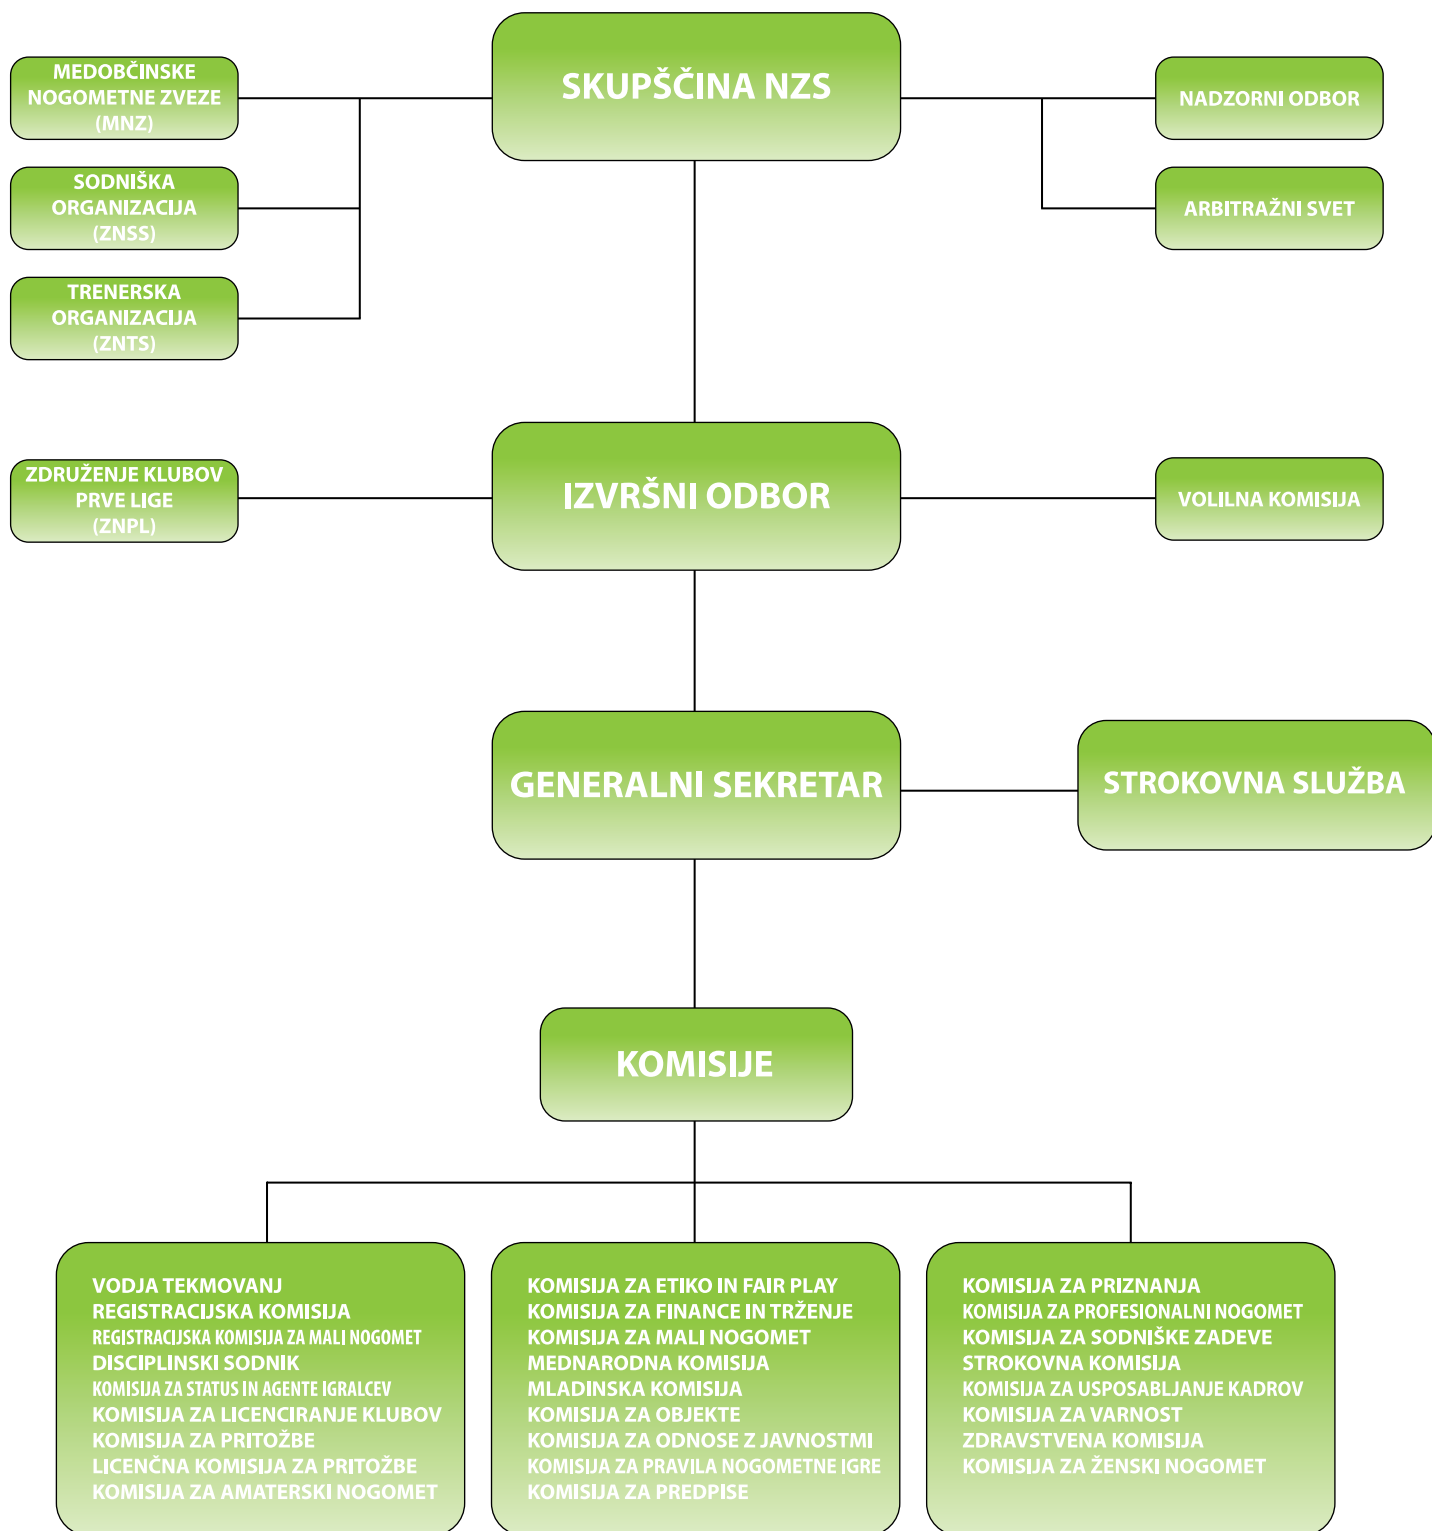 SKUPŠČINA NZS
MEDOBČINSKE
NOGOMETNE ZVEZE
(MNZ)
SODNIŠKA
ORGANIZACIJA
(ZNSS)
TRENERSKA
ORGANIZACIJA
(ZNTS)
NADZORNI ODBOR
ARBITRAŽNI SVET
ZDRUŽENJE KLUBOV
PRVE LIGE
(ZNPL)
IZVRŠNI ODBOR
VOLILNA KOMISIJA
GENERALNI SEKRETAR
STROKOVNA SLUŽBA
KOMISIJE
VODJA TEKMOVANJ
REGISTRACIJSKA KOMISIJA
REGISTRACIJSKA KOMISIJA ZA MALI NOGOMET
DISCIPLINSKI SODNIK
KOMISIJA ZA STATUS IN AGENTE IGRALCEV
KOMISIJA ZA LICENCIRANJE KLUBOV
KOMISIJA ZA PRITOŽBE
LICENČNA KOMISIJA ZA PRITOŽBE
KOMISIJA ZA AMATERSKI NOGOMET
KOMISIJA ZA ETIKO IN FAIR PLAY
KOMISIJA ZA FINANCE IN TRŽENJE
KOMISIJA ZA MALI NOGOMET
MEDNARODNA KOMISIJA
MLADINSKA KOMISIJA
KOMISIJA ZA OBJEKTE
KOMISIJA ZA ODNOSE Z JAVNOSTMI
KOMISIJA ZA PRAVILA NOGOMETNE IGRE
KOMISIJA ZA PREDPISE
KOMISIJA ZA PRIZNANJA
KOMISIJA ZA PROFESIONALNI NOGOMET
KOMISIJA ZA SODNIŠKE ZADEVE
STROKOVNA KOMISIJA
KOMISIJA ZA USPOSABLJANJE KADROV
KOMISIJA ZA VARNOST
ZDRAVSTVENA KOMISIJA
KOMISIJA ZA ŽENSKI NOGOMET